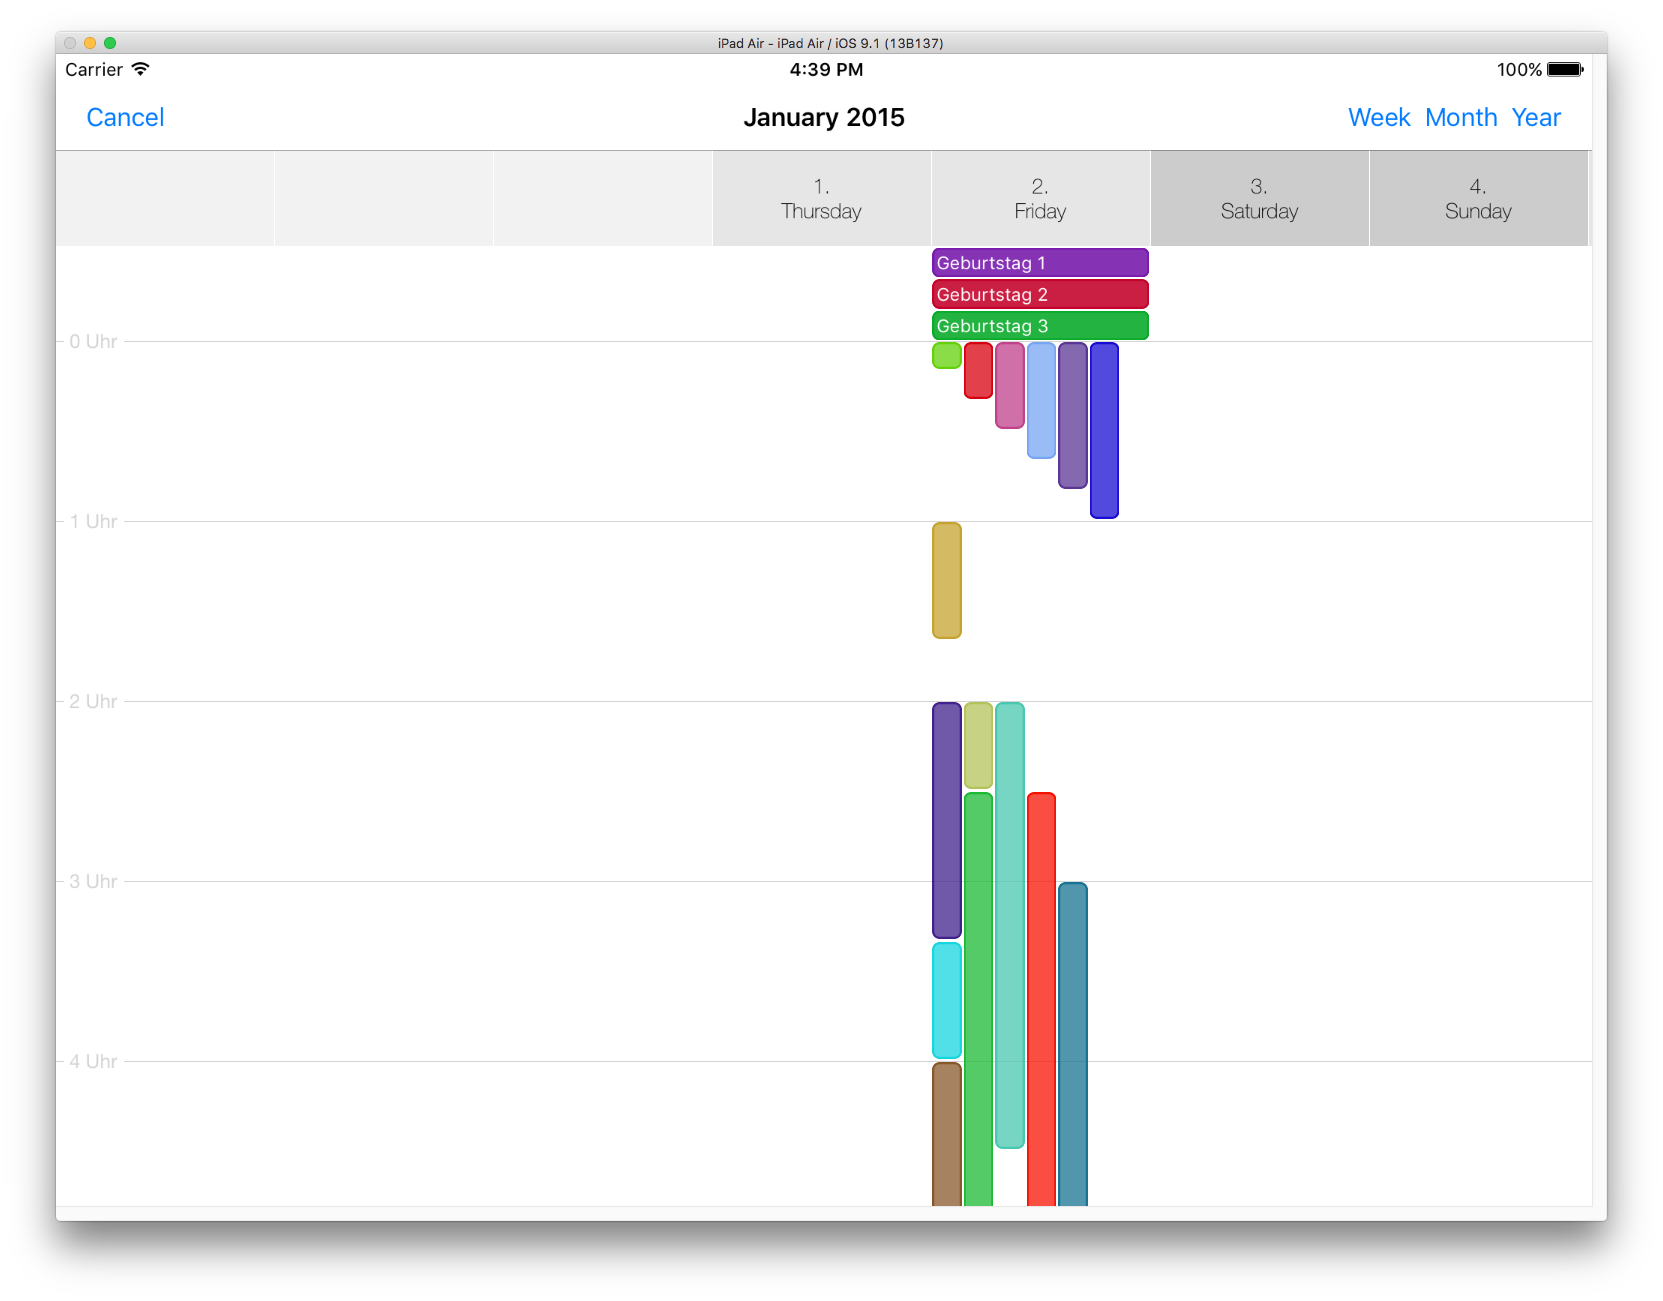 iPad Air - iPad Air / iOS 9.1 (13B137)
Carrier 4:39 PM 100%
Cancel January 2015 Week Month Year
1.
Thursday
2.
Friday
3.
Saturday
4.
Sunday
Geburtstag 1
Geburtstag 2
Geburtstag 3
0 Uhr
1 Uhr
2 Uhr
3 Uhr
4 Uhr